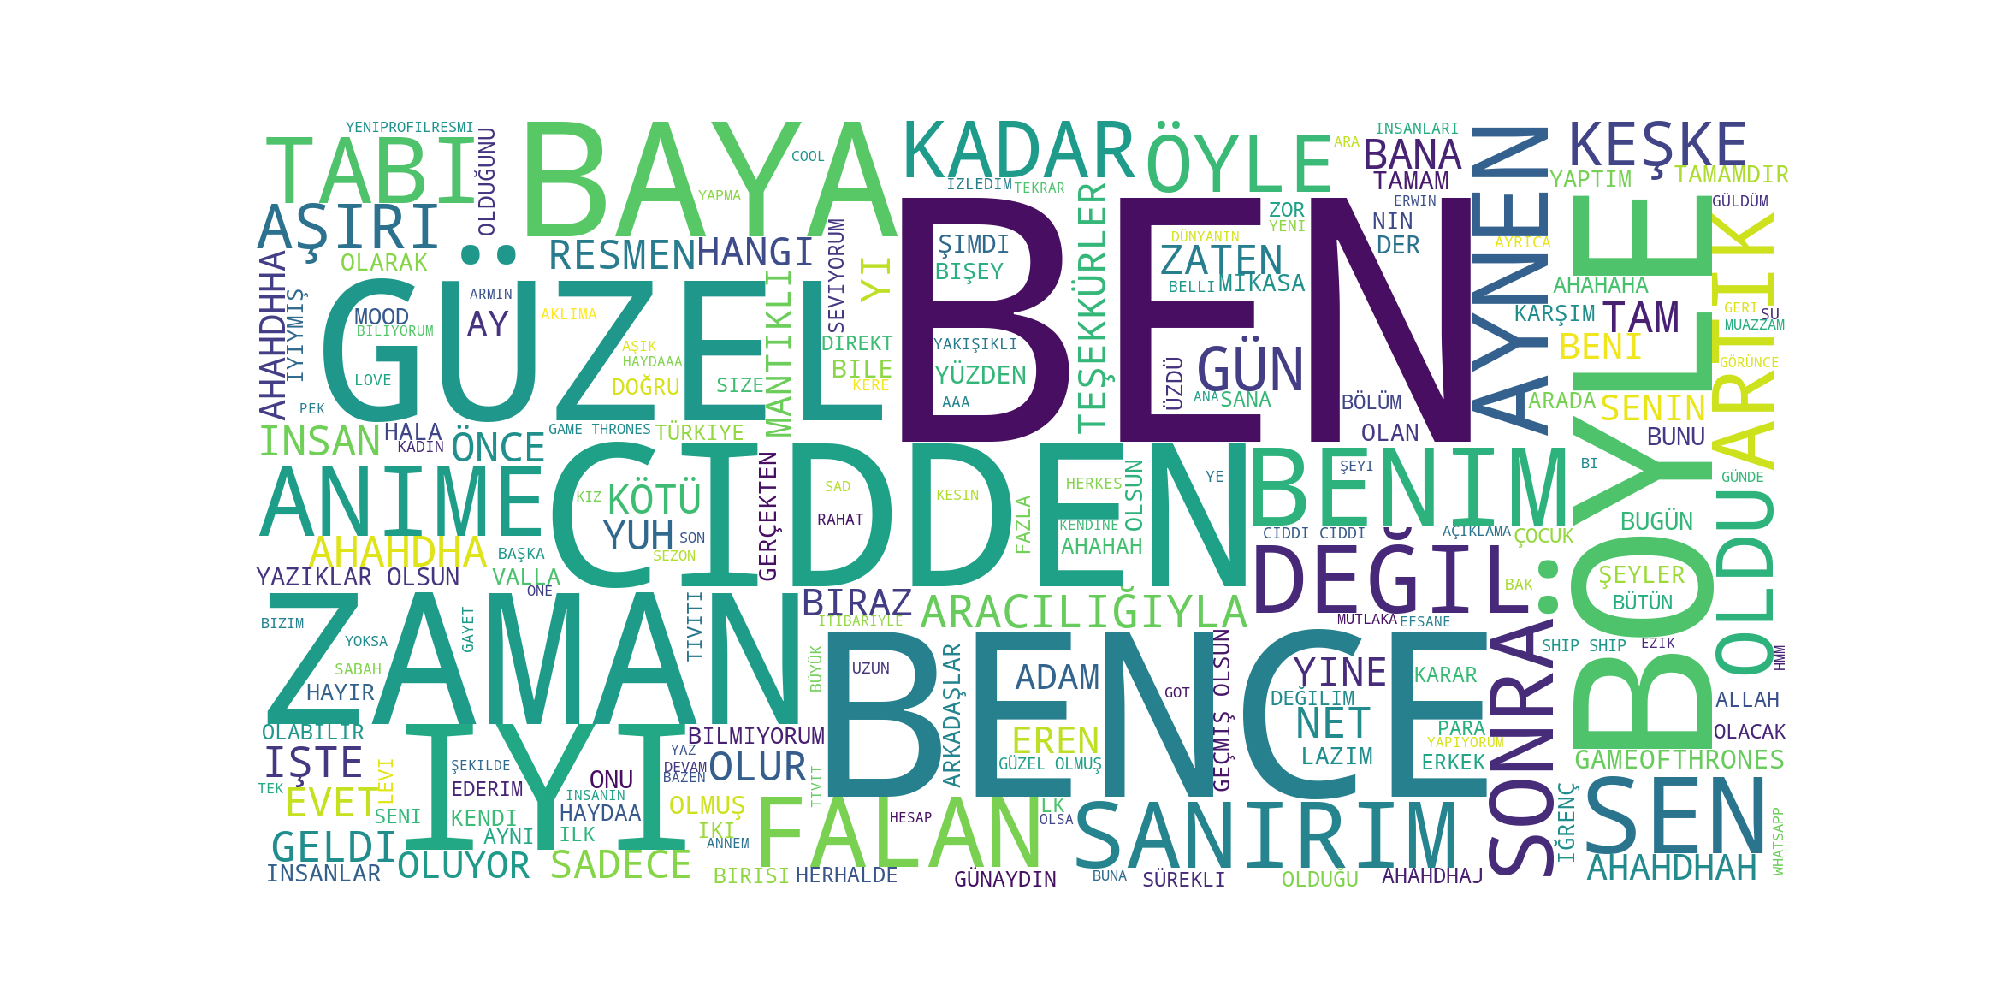 YENIPROFILRESMI
TABI
OLDUĞUNU
BAYA
COOL
YAPMA
KADAR
IZLEDIM
TEKRAR
ÖYLE
ARA
INSANLARI
BANA
TAMAM
ERWIN
AYNEN
KEŞKE
YAPTIM
TAMAMDIR
GÜLDÜM
AŞIRI
OLARAK
RESMEN
HANGI
SEVIYORUM
YI
BEN
ŞIMDI
BIŞEY
TEŞEKKÜRLER
ZOR
YENI
DÜNYANIN
ZATEN
BELLI
MIKASA
NIN
DER
AYRICA
AHAHAHA
KARŞIM
TAM
GERI
SU
MUAZZAM
ARTIK
BÖYLE
AHAHDHHA
IYIYMIŞ
MOOD
BILIYORUM
ARMIN
AY
GÜZEL
AKLIMA
AŞIK
HAYDAAA
DOĞRU
SIZE
MANTIKLI
DIREKT
BILE
KERE
YAKIŞIKLI
YÜZDEN
AAA
ÜZDÜ
GÜN
ANA
SANA
BÖLÜM
OLAN
BENI
GÖRÜNCE
ARADA
SENIN
BUNU
LOVE
PEK
INSAN
HALA
KADIN
ÖNCE
GAME THRONES
TÜRKIYE
ANIME
CIDDEN
KIZ
KÖTÜ
YUH
SON
SEZON
GERÇEKTEN
SAD
RAHAT
KESIN
FAZLA
HERKES
KENDINE
AHAHAH
OLSUN
YE
BENIM
CIDDI CIDDI
AÇIKLAMA
ÇOCUK
ŞEYI
BI
GÜNDE
BUGÜN
OLDU
AHAHDHA
BAŞKA
VALLA
ONE
YAZIKLAR OLSUN
DEĞIL
BAK
ŞEYLER
BÜTÜN
ZAMAN
BIZIM
YOKSA
GAYET
SABAH
HAYIR
TIVITI
BIRAZ
ITIBARIYLE
ARACILIĞIYLA
MUTLAKA
EFSANE
SONRA
SHIP SHIP
EZIK
HMM
BÜYÜK
UZUN
BENCE
ARKADAŞLAR
ADAM
GOT
GEÇMIŞ OLSUN
YINE
DEĞILIM
KARAR
NET
PARA
YAPIYORUM
LAZIM
ERKEK
ALLAH
OLACAK
GAMEOFTHRONES
OLABILIR
IŞTE
TEK
LEVI
EVET
SENI
IYI
ŞEKILDE
EDERIM
KENDI
AYNI
INSANIN
ONU
HAYDAA
ILK
BILMIYORUM
YAZ
DEVAM
BAZEN
OLUR
OLMUŞ
IKI
ANNEM
TIVIT
EREN
GÜZEL OLMUŞ
FALAN
HESAP
LK
OLSA
SANIRIM
IĞRENÇ
SEN
WHATSAPP
GELDI
INSANLAR
OLUYOR
SADECE
BIRISI
HERHALDE
GÜNAYDIN
BUNA
SÜREKLI
OLDUĞU
AHAHDHAJ
AHAHDHAH